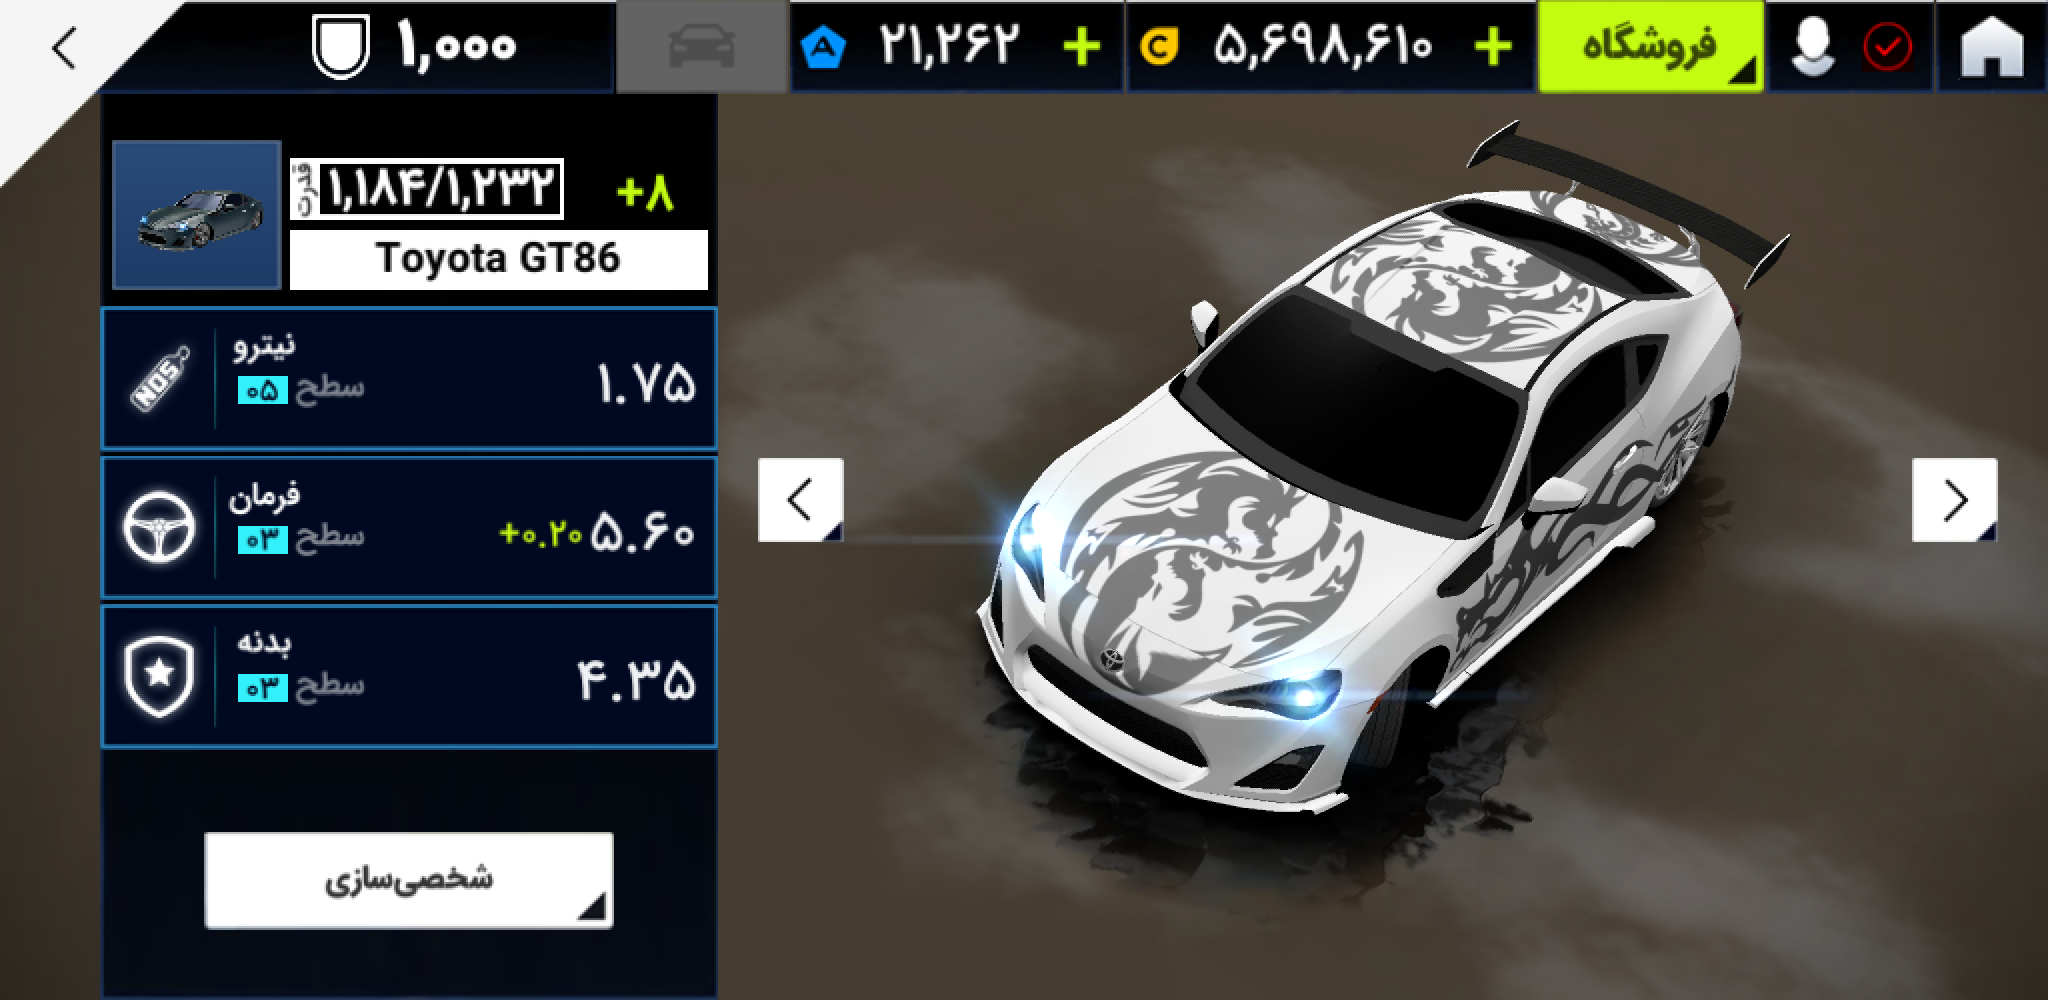 ۱,۰۰۰
۲۱,۲۶۲ +
۵,۶۹۸,۶۱۰ +
فروشگاه
قدرت
۱,۱۸۴/۱,۲۳۲
+۸
Toyota GT86
NOS
نیترو
سطح ۰۵
۱.۷۵
فرمان
سطح ۰۳
+۰.۲۰ ۵.۶۰
بدنه
سطح ۰۳
۴.۳۵
شخصی‌سازی